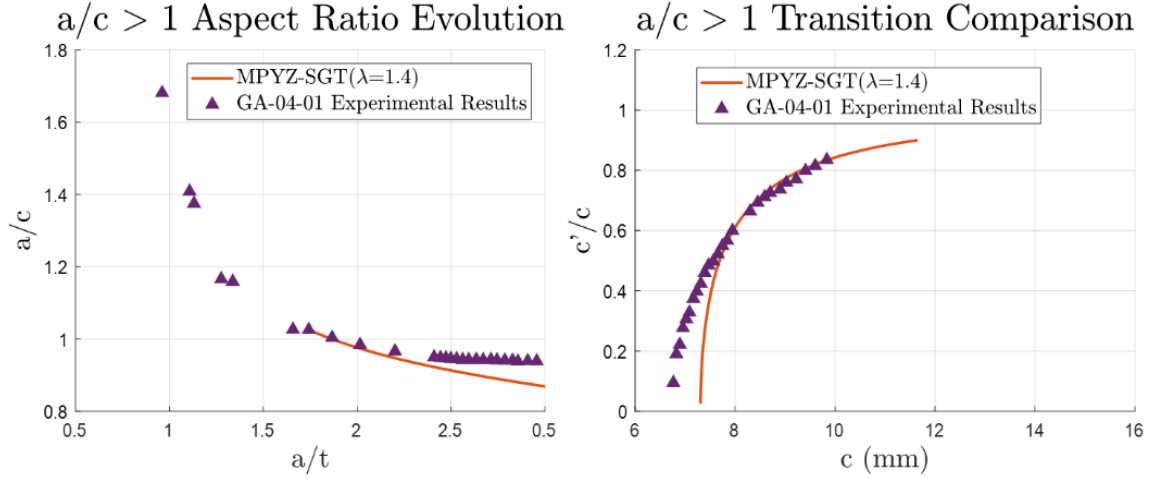 a/c > 1 Aspect Ratio Evolution
1.8
1.6
1.4
1.2
1
0.8
a/c
MPYZ-SGT(λ=1.4)
GA-04-01 Experimental Results
0.5
1
1.5
2
2.5
0.5
a/t
a/c > 1 Transition Comparison
1.2
1
0.8
0.6
0.4
0.2
0
c'/c
MPYZ-SGT(λ=1.4)
GA-04-01 Experimental Results
6
8
10
12
14
16
c (mm)